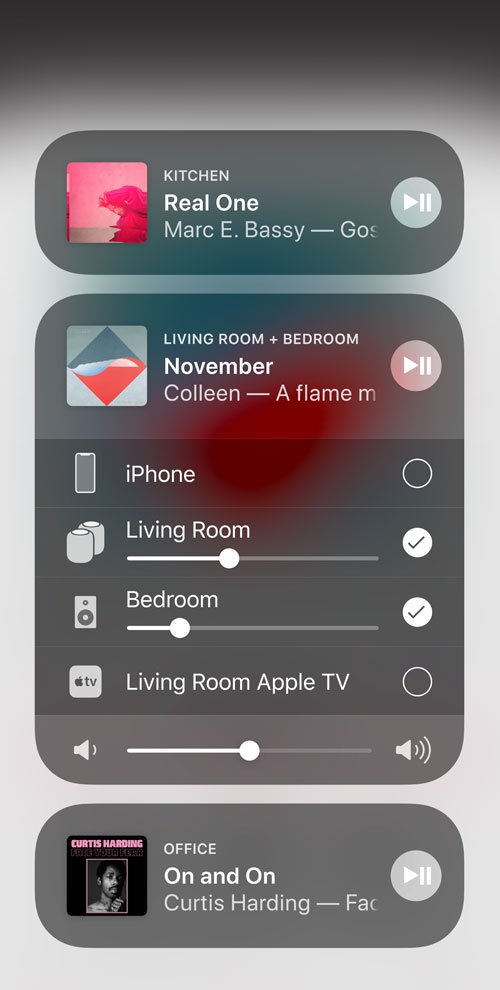 KITCHEN
Real One
Marc E. Bassy — Gos
LIVING ROOM + BEDROOM
November
Colleen — A flame m
iPhone
Living Room
Bedroom
tv
Living Room Apple TV
CURTIS HARDING
FACE YOUR FEAR
OFFICE
On and On
Curtis Harding — Fac